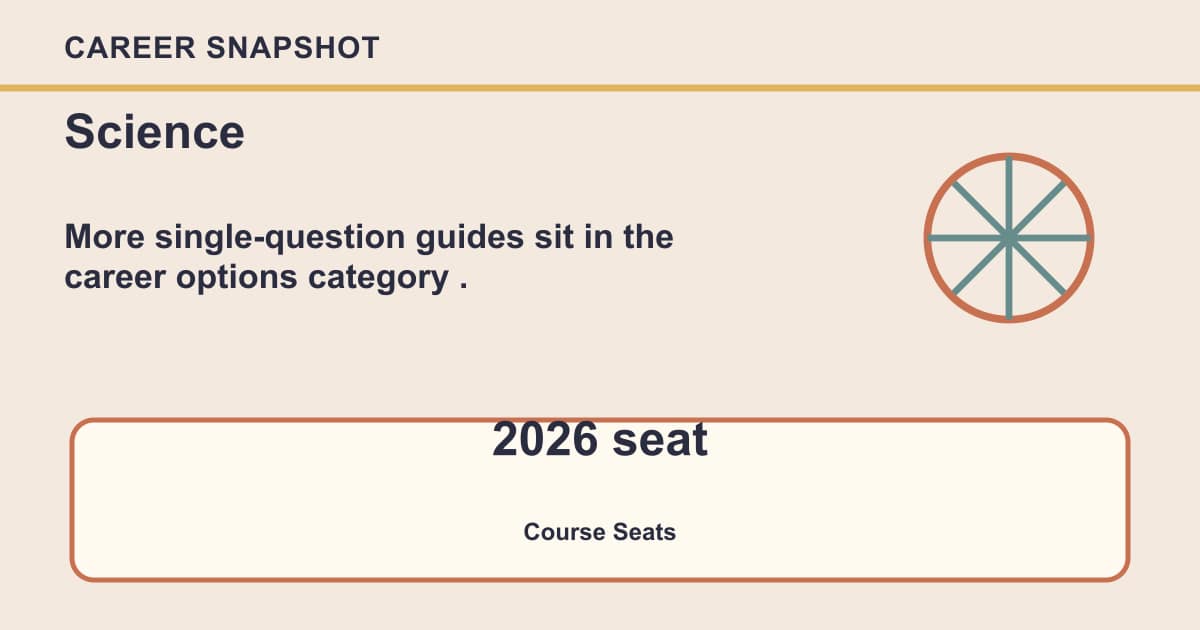 CAREER SNAPSHOT
Science
More single-question guides sit in the
career options category .
2026 seat
Course Seats